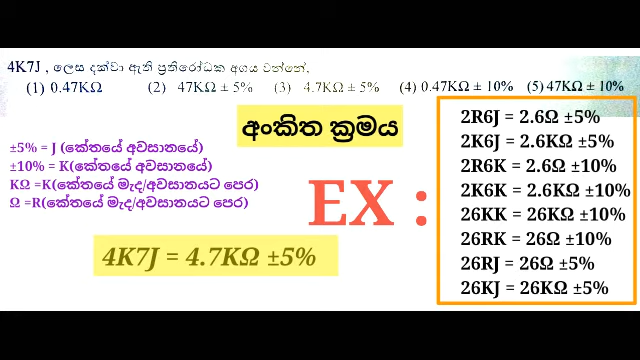 4K7J , ලෙස දක්වා ඇති ප්‍රතිරෝධක අගය වන්නේ,
(1) 0.47KΩ (2) 47KΩ ± 5% (3) 4.7KΩ ± 5% (4) 0.47KΩ ± 10% (5) 47KΩ ± 10%
අංකිත ක්‍රමය
±5% = J (කේතයේ අවසානයේ)
±10% = K(කේතයේ අවසානයේ)
KΩ =K(කේතයේ මැද/අවසානයට පෙර)
Ω =R(කේතයේ මැද/අවසානයට පෙර)
4K7J = 4.7KΩ ±5%
EX :
2R6J = 2.6Ω ±5%
2K6J = 2.6KΩ ±5%
2R6K = 2.6Ω ±10%
2K6K = 2.6KΩ ±10%
26KK = 26KΩ ±10%
26RK = 26Ω ±10%
26RJ = 26Ω ±5%
26KJ = 26KΩ ±5%